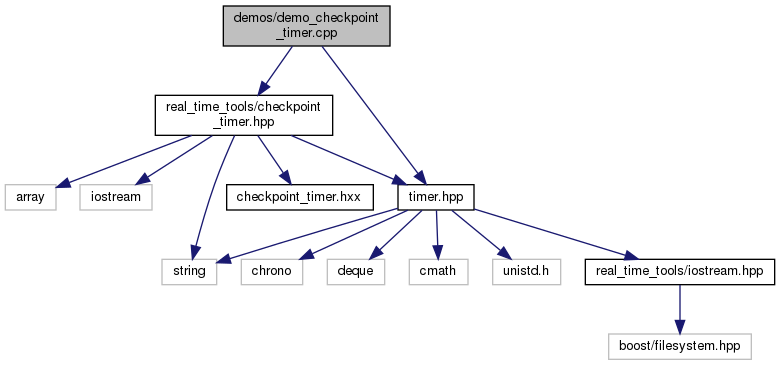 demos/demo_checkpoint
_timer.cpp
real_time_tools/checkpoint
_timer.hpp
array
iostream
checkpoint_timer.hxx
timer.hpp
string
chrono
deque
cmath
unistd.h
real_time_tools/iostream.hpp
boost/filesystem.hpp